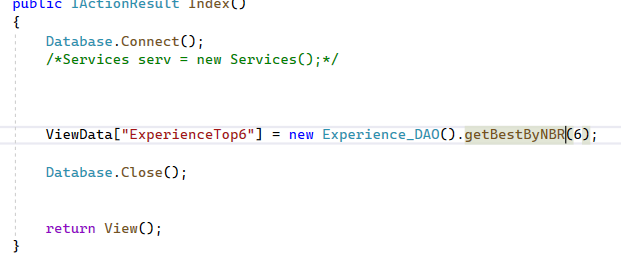 public IActionResult Index()
{
Database.Connect();
/*Services serv = new Services();*/
ViewData["ExperienceTop6"] = new Experience_DAO().getBestByNBR(6);
Database.Close();
return View();
}